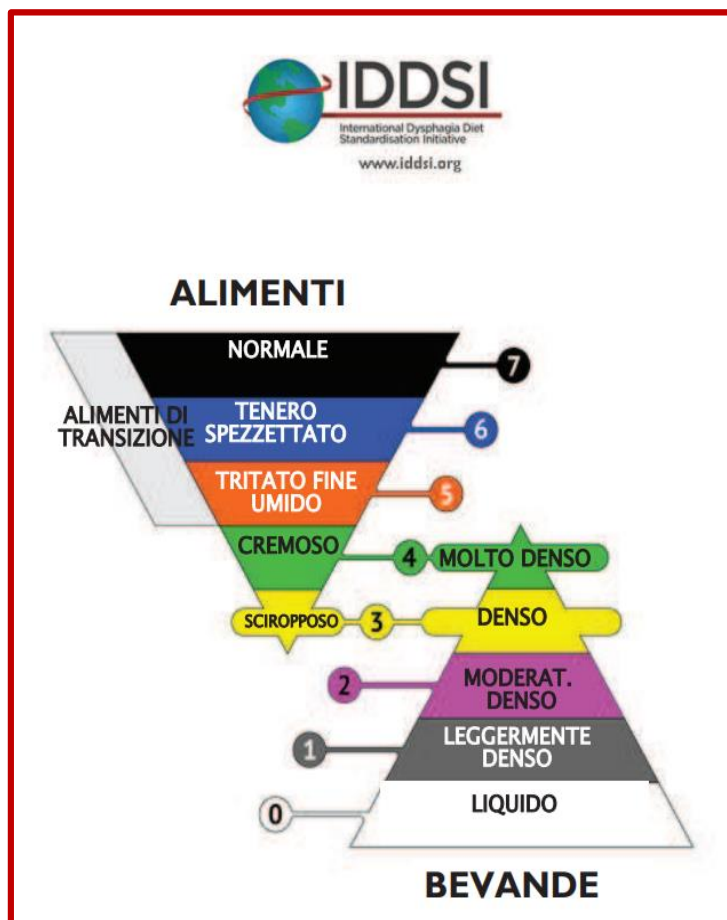 IDDSI
International Dysphagia Diet
Standardisation Initiative
www.iddsi.org
ALIMENTI
NORMALE
7
ALIMENTI DI
TRANSIZIONE
TENERO
SPEZZETTATO
6
TRITATO FINE
UMIDO
5
CREMOSO
4
MOLTO DENSO
SCIROPPOSO
3
DENSO
2
MODERAT.
DENSO
1
LEGGERMENTE
DENSO
0
LIQUIDO
BEVANDE